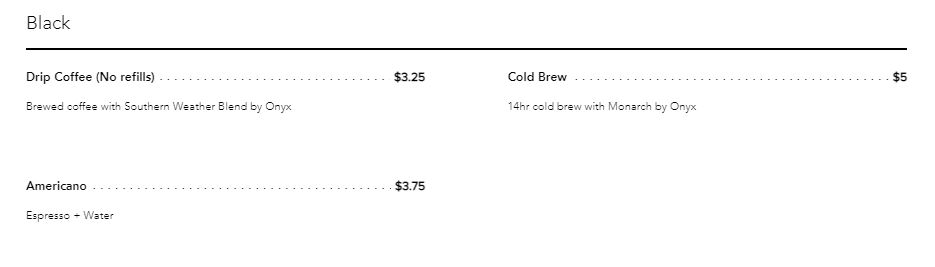 Black
Drip Coffee (No refills) . . . . . . . . . . . . . . . . . . . . . . . . . . . . . . . $3.25
Brewed coffee with Southern Weather Blend by Onyx
Cold Brew . . . . . . . . . . . . . . . . . . . . . . . . . . . . . . . . . . . . . . . . . . $5
14hr cold brew with Monarch by Onyx
Americano . . . . . . . . . . . . . . . . . . . . . . . . . . . . . . . . . . . . . . . . $3.75
Espresso + Water